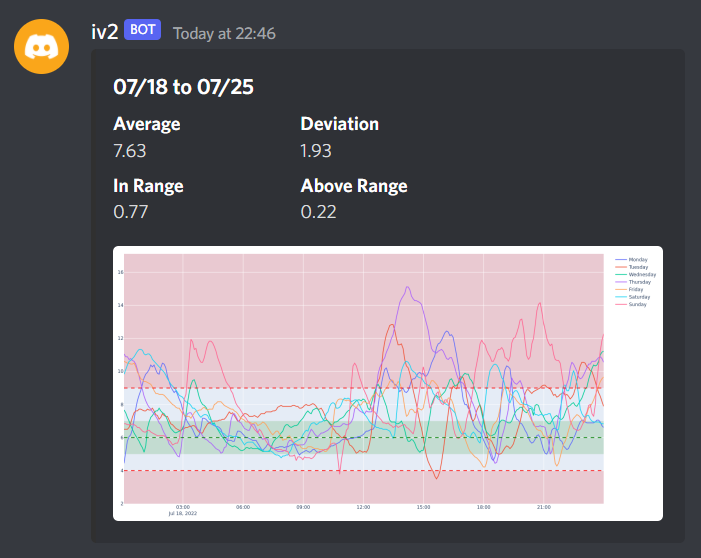 iv2 BOT Today at 22:46
07/18 to 07/25
Average Deviation
7.63 1.93
In Range Above Range
0.77 0.22
16
14
12
10
8
6
4
2
03:00 06:00 09:00 12:00 15:00 18:00 21:00
Jul 18, 2022
Monday
Tuesday
Wednesday
Thursday
Friday
Saturday
Sunday